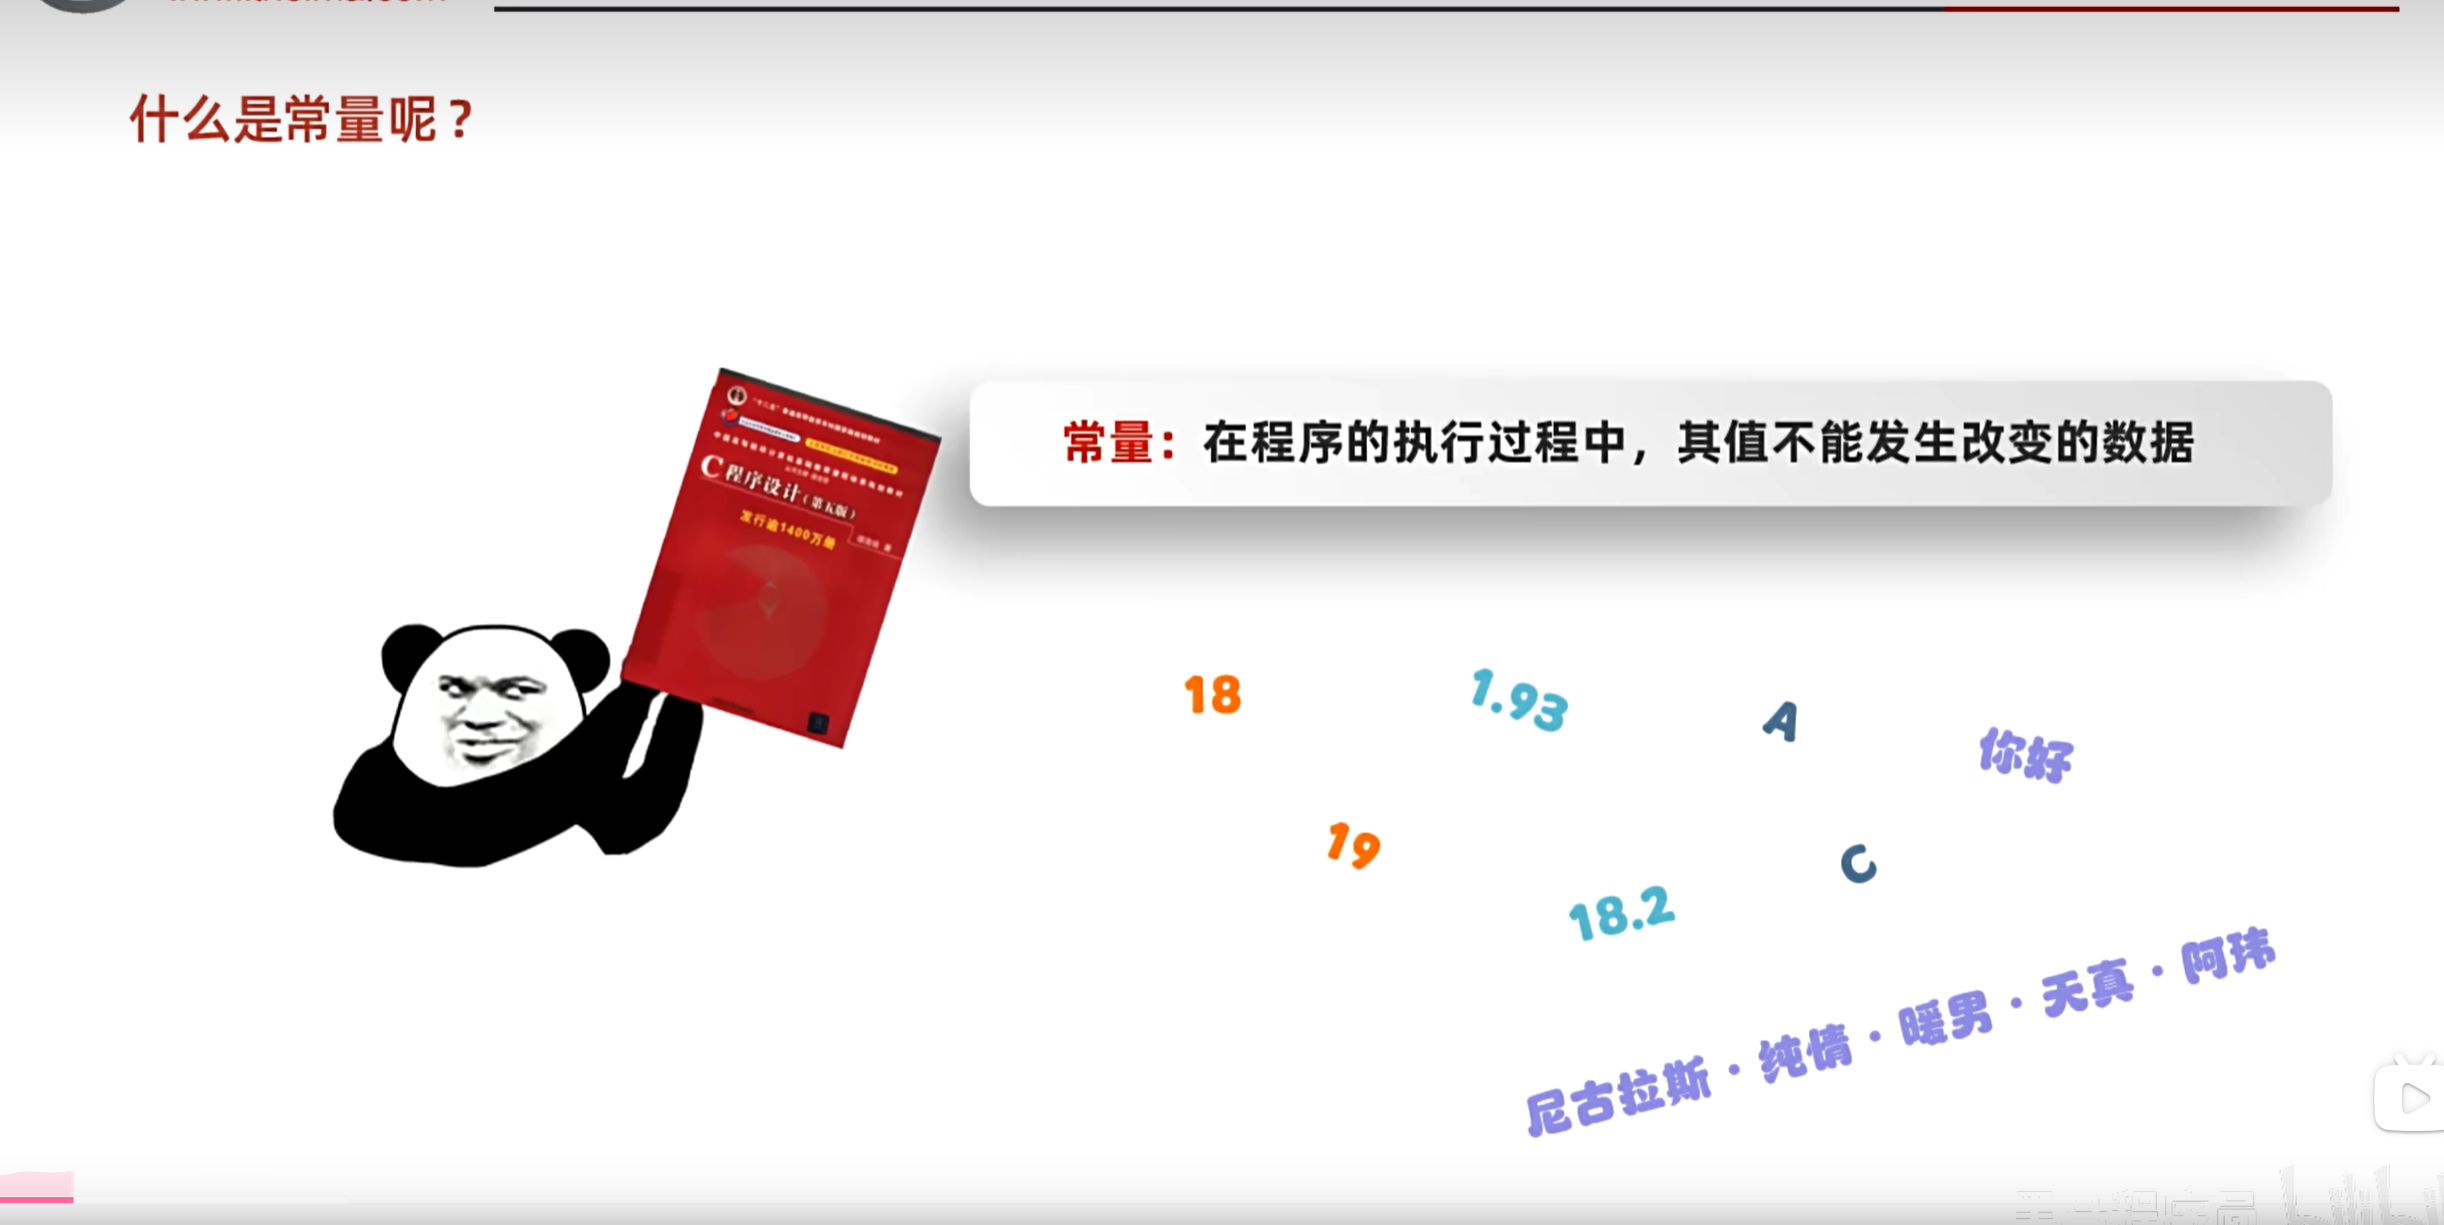 什么是常量呢？
常量：在程序的执行过程中，其值不能发生改变的数据
C程序设计（第五版）
发行逾1400万册
18
1.93
A
你好
19
C
18.2
尼古拉斯·纯情·暖男·天真·阿玮